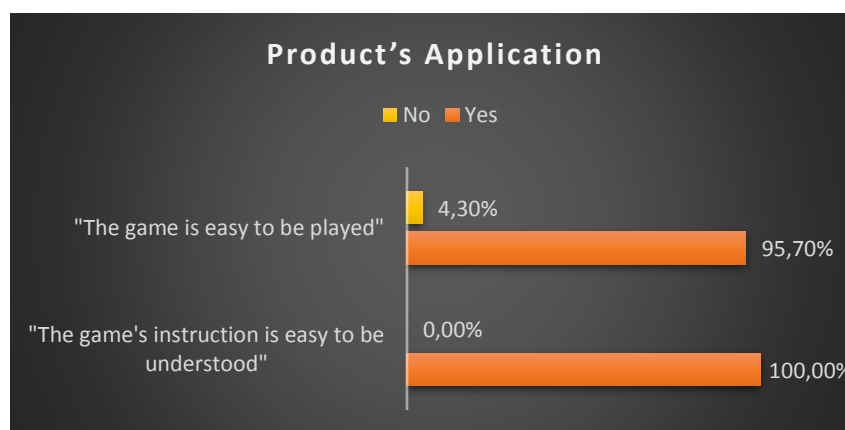 Product's Application
No Yes
"The game is easy to be played"
4,30%
95,70%
"The game's instruction is easy to be
understood"
0,00%
100,00%